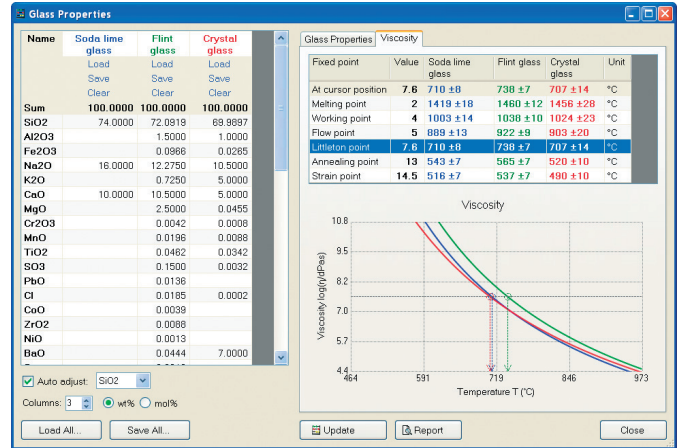 Glass Properties
Name Soda lime glass Flint glass Crystal glass
Load Load Load
Save Save Save
Clear Clear Clear
Sum 100.0000 100.0000 100.0000
SiO2 74.0000 72.0919 69.9897
Al2O3 1.5000 1.0000
Fe2O3 0.0966 0.0265
Na2O 16.0000 12.2750 10.5000
K2O 0.7250 5.0000
CaO 10.0000 10.5000 5.0000
MgO 2.5000 0.0455
Cr2O3 0.0042 0.0008
MnO 0.0196 0.0088
TiO2 0.0462 0.0342
SO3 0.1500 0.0032
PbO 0.0136
Cl 0.0185 0.0002
CoO 0.0039
ZrO2 0.0088
NiO 0.0013
BaO 0.0444 7.0000
Auto adjust: SiO2
Columns: 3 wt% mol%
Load All... Save All...
Glass Properties Viscosity
Fixed point Value Soda lime glass Flint glass Crystal glass Unit
At cursor position 7.6 710 ±8 738 ±7 707 ±14 °C
Melting point 2 1419 ±18 1460 ±12 1456 ±28 °C
Working point 4 1003 ±14 1038 ±10 1024 ±23 °C
Flow point 5 889 ±13 922 ±9 903 ±20 °C
Littleton point 7.6 710 ±8 738 ±7 707 ±14 °C
Annealing point 13 543 ±7 565 ±7 520 ±10 °C
Strain point 14.5 516 ±7 537 ±7 490 ±10 °C
Viscosity
Viscosity log(η/dPas)
10.8
9.5
8.2
7.0
5.7
4.4
464 591 719 846 973
Temperature T (°C)
Update Report Close